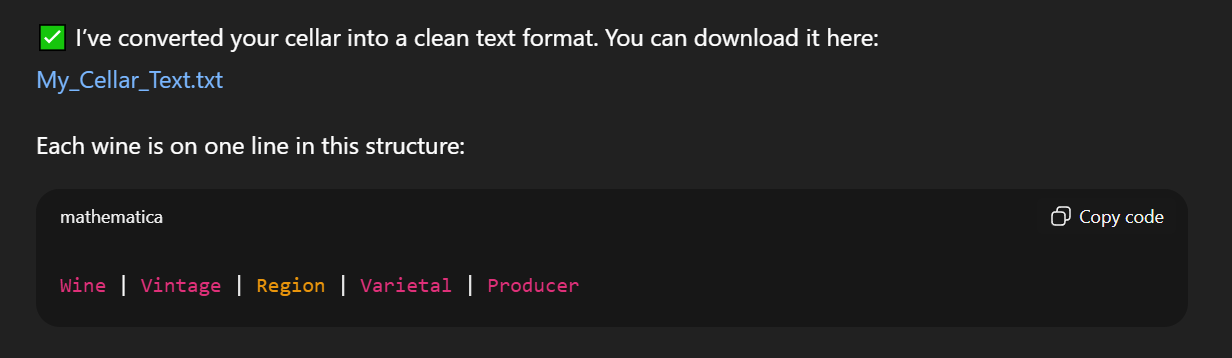 ✅ I’ve converted your cellar into a clean text format. You can download it here:
My_Cellar_Text.txt
Each wine is on one line in this structure:
mathematica
Copy code
Wine | Vintage | Region | Varietal | Producer